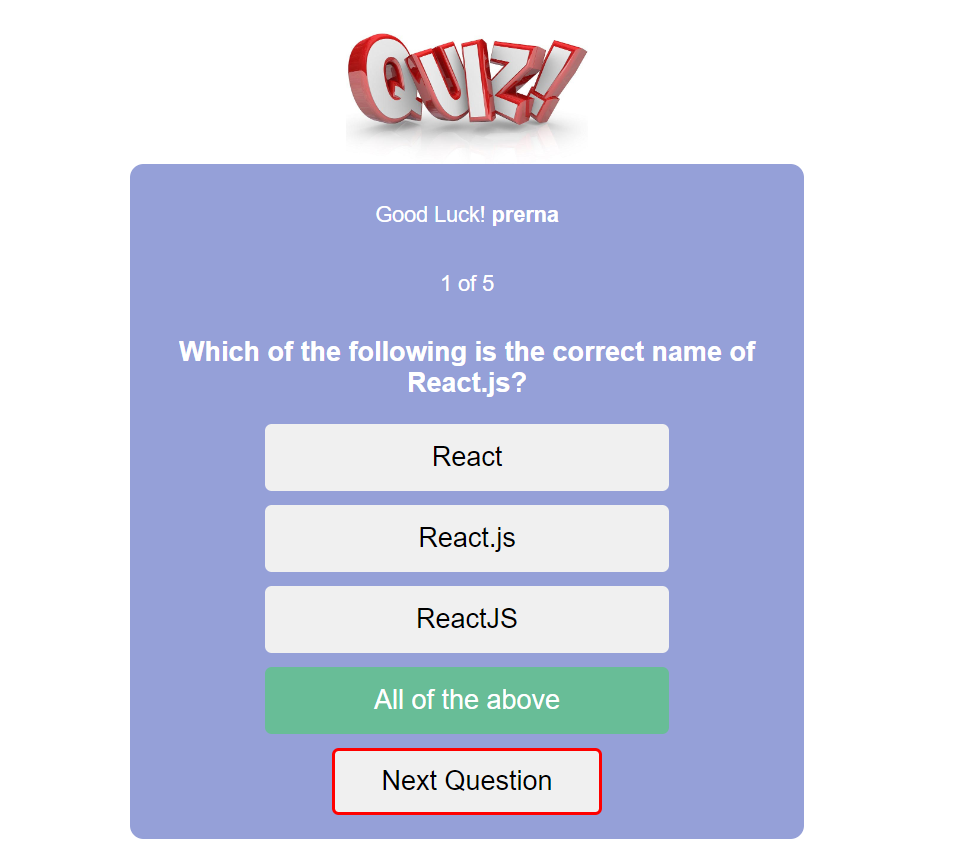 QUIZ!
Good Luck! prerna
1 of 5
Which of the following is the correct name of
React.js?
React
React.js
ReactJS
All of the above
Next Question